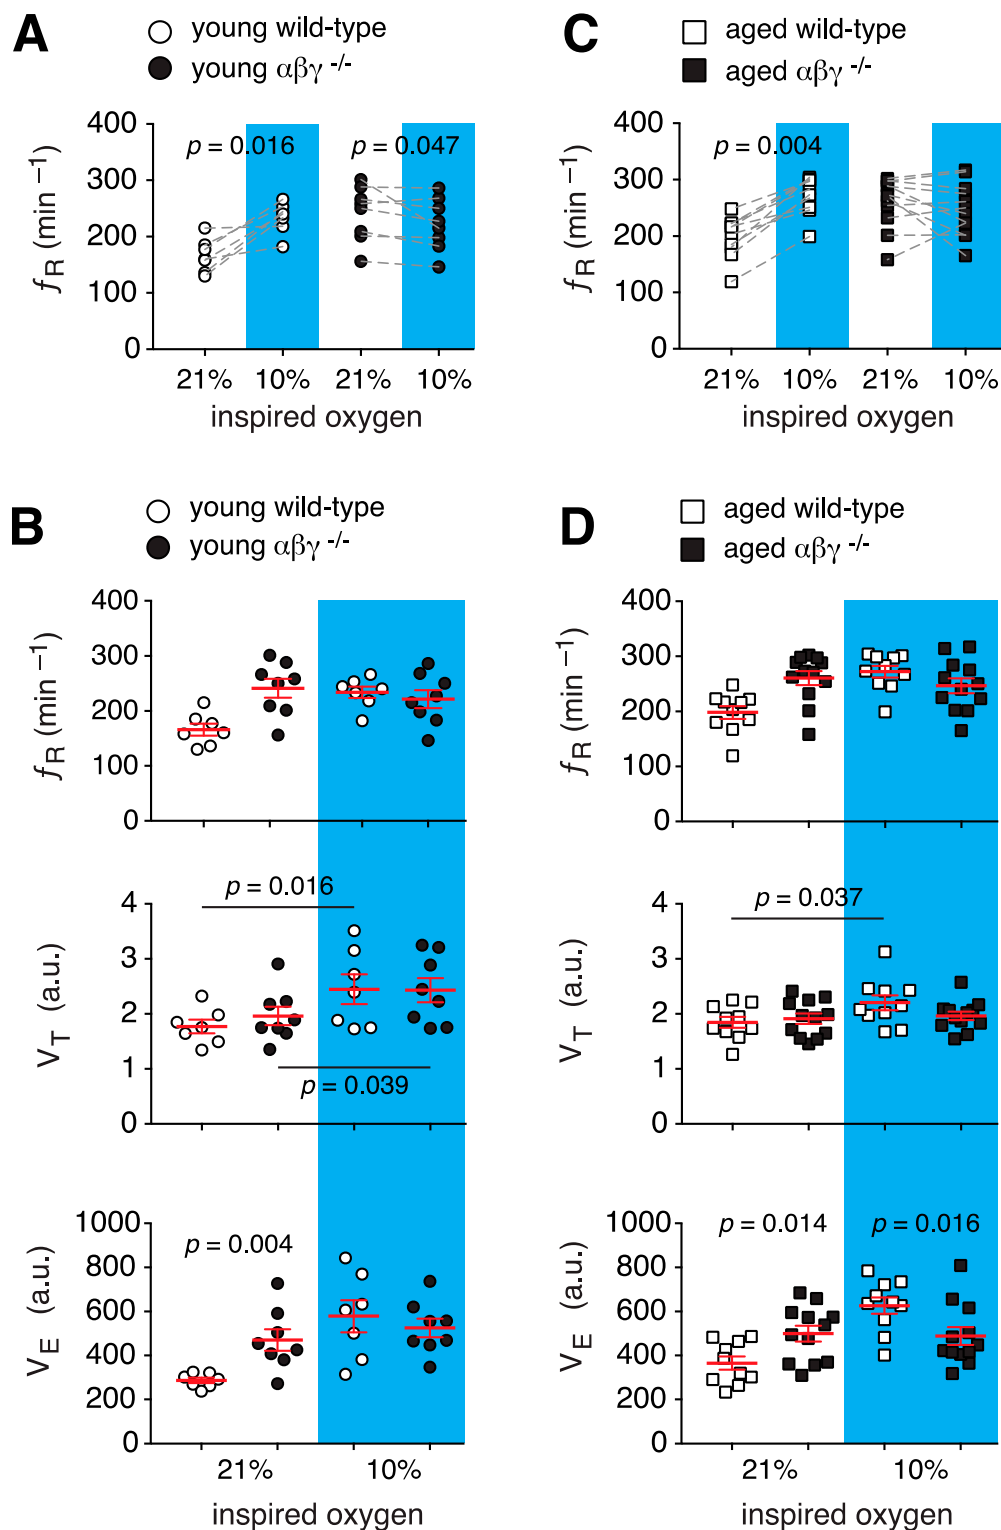 A
young wild-type
young αβγ -/-
400
300
200
100
0
fR (min −1)
p = 0.016
p = 0.047
21%
10%
21%
10%
inspired oxygen
C
aged wild-type
aged αβγ -/-
400
300
200
100
0
fR (min −1)
p = 0.004
21%
10%
21%
10%
inspired oxygen
B
young wild-type
young αβγ -/-
400
300
200
100
0
fR (min −1)
4
3
2
1
0
VT (a.u.)
p = 0.016
p = 0.039
1000
800
600
400
200
0
VE (a.u.)
p = 0.004
21%
10%
inspired oxygen
D
aged wild-type
aged αβγ -/-
400
300
200
100
0
fR (min −1)
4
3
2
1
0
VT (a.u.)
p = 0.037
1000
800
600
400
200
0
VE (a.u.)
p = 0.014
p = 0.016
21%
10%
inspired oxygen